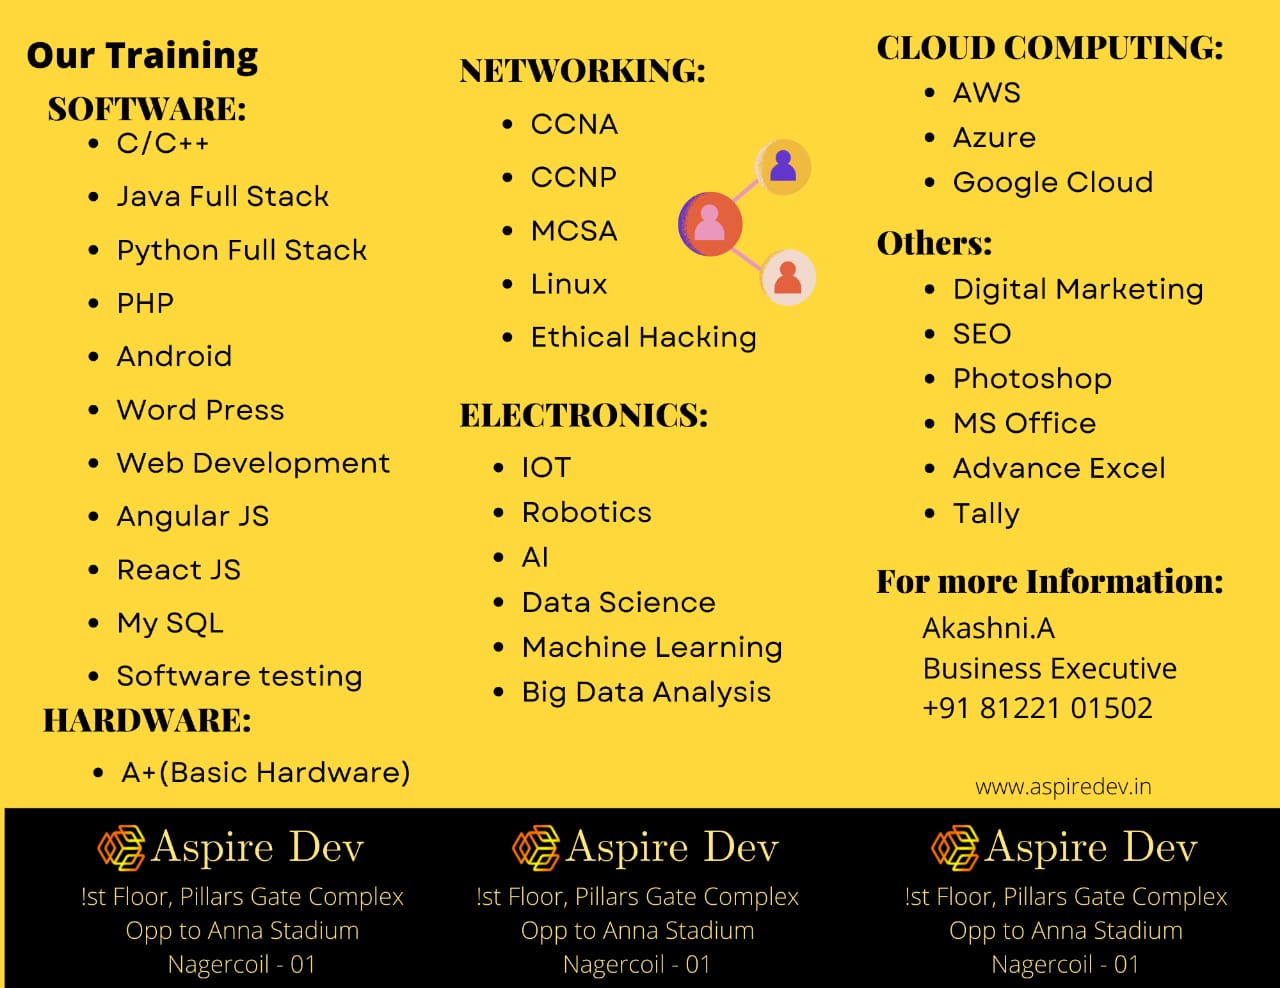 Our Training
SOFTWARE:
• C/C++
• Java Full Stack
• Python Full Stack
• PHP
• Android
• Word Press
• Web Development
• Angular JS
• React JS
• My SQL
• Software testing
HARDWARE:
• A+(Basic Hardware)
NETWORKING:
• CCNA
• CCNP
• MCSA
• Linux
• Ethical Hacking
ELECTRONICS:
• IOT
• Robotics
• AI
• Data Science
• Machine Learning
• Big Data Analysis
CLOUD COMPUTING:
• AWS
• Azure
• Google Cloud
Others:
• Digital Marketing
• SEO
• Photoshop
• MS Office
• Advance Excel
• Tally
For more Information:
Akashni.A
Business Executive
+91 81221 01502
www.aspiredev.in
Aspire Dev
!st Floor, Pillars Gate Complex
Opp to Anna Stadium
Nagercoil - 01
Aspire Dev
!st Floor, Pillars Gate Complex
Opp to Anna Stadium
Nagercoil - 01
Aspire Dev
!st Floor, Pillars Gate Complex
Opp to Anna Stadium
Nagercoil - 01